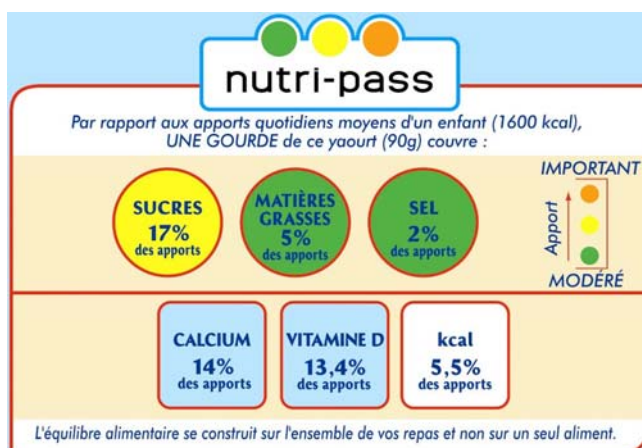 nutri-pass
Par rapport aux apports quotidiens moyens d'un enfant (1600 kcal),
UNE GOURDE de ce yaourt (90g) couvre :
SUCRES
17%
des apports
MATIÈRES
GRASSES
5%
des apports
SEL
2%
des apports
IMPORTANT
Apport
MODÉRÉ
CALCIUM
14%
des apports
VITAMINE D
13,4%
des apports
kcal
5,5%
des apports
L'équilibre alimentaire se construit sur l'ensemble de vos repas et non sur un seul aliment.